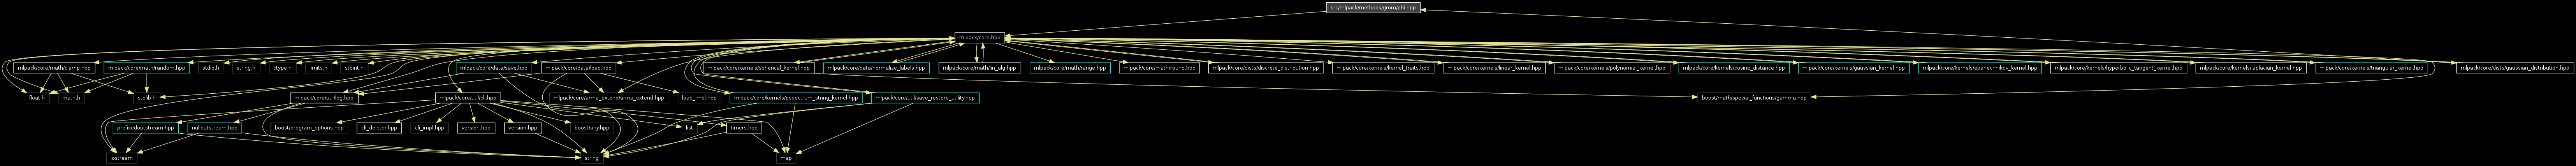 src/mlpack/methods/gmm/phi.hpp
mlpack/core.hpp
mlpack/core/math/clamp.hpp
mlpack/core/math/random.hpp
stdio.h
string.h
ctype.h
limits.h
stdint.h
mlpack/core/data/save.hpp
mlpack/core/data/load.hpp
mlpack/core/kernels/spherical_kernel.hpp
mlpack/core/data/normalize_labels.hpp
mlpack/core/math/lin_alg.hpp
mlpack/core/math/range.hpp
mlpack/core/math/round.hpp
mlpack/core/dists/discrete_distribution.hpp
mlpack/core/kernels/kernel_traits.hpp
mlpack/core/kernels/linear_kernel.hpp
mlpack/core/kernels/polynomial_kernel.hpp
mlpack/core/kernels/cosine_distance.hpp
mlpack/core/kernels/gaussian_kernel.hpp
mlpack/core/kernels/epanechnikov_kernel.hpp
mlpack/core/kernels/hyperbolic_tangent_kernel.hpp
mlpack/core/kernels/laplacian_kernel.hpp
mlpack/core/kernels/triangular_kernel.hpp
mlpack/core/dists/gaussian_distribution.hpp
float.h
math.h
stdlib.h
mlpack/core/util/log.hpp
mlpack/core/util/cli.hpp
mlpack/core/arma_extend/arma_extend.hpp
load_impl.hpp
mlpack/core/kernels/pspectrum_string_kernel.hpp
mlpack/core/util/save_restore_utility.hpp
boost/math/special_functions/gamma.hpp
prefixedoutstream.hpp
nulloutstream.hpp
boost/program_options.hpp
cli_deleter.hpp
cli_impl.hpp
version.hpp
version.hpp
boost/any.hpp
list
timers.hpp
iostream
string
map